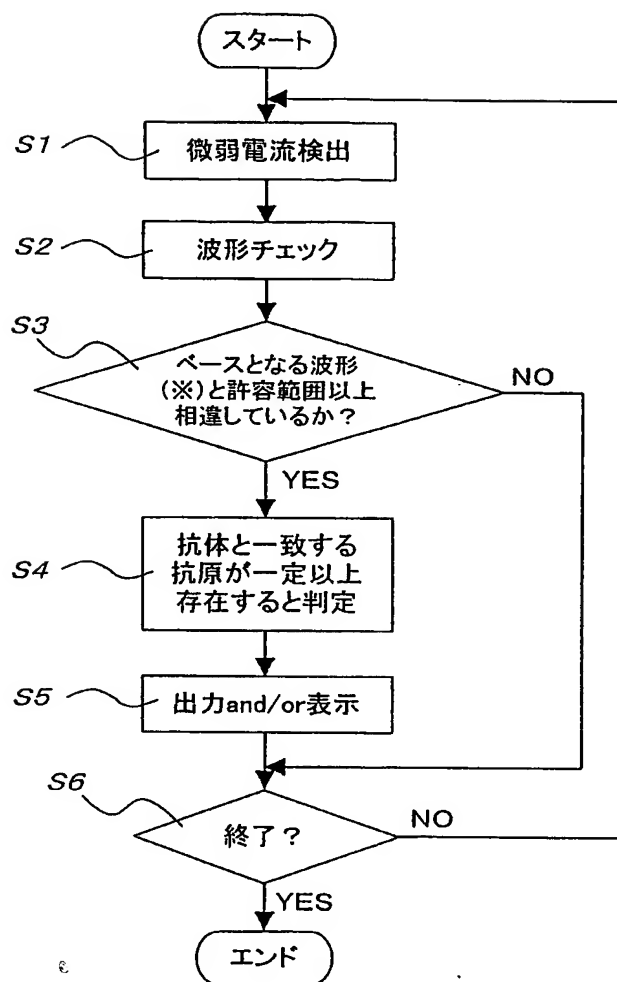 スタート
S1
微弱電流検出
S2
波形チェック
S3
ベースとなる波形
(※)と許容範囲以上
相違しているか?
NO
YES
S4
抗体と一致する
抗原が一定以上
存在すると判定
S5
出力and/or表示
S6
終了?
NO
YES
エンド